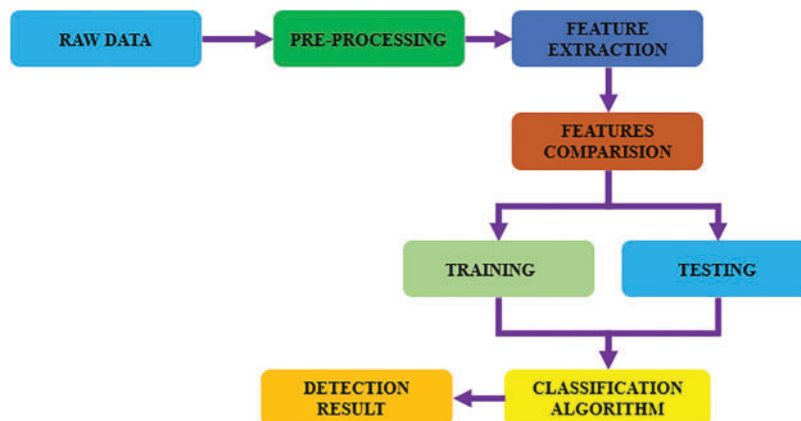 RAW DATA
PRE-PROCESSING
FEATURE
EXTRACTION
FEATURES
COMPARISION
TRAINING
TESTING
DETECTION
RESULT
CLASSIFICATION
ALGORITHM